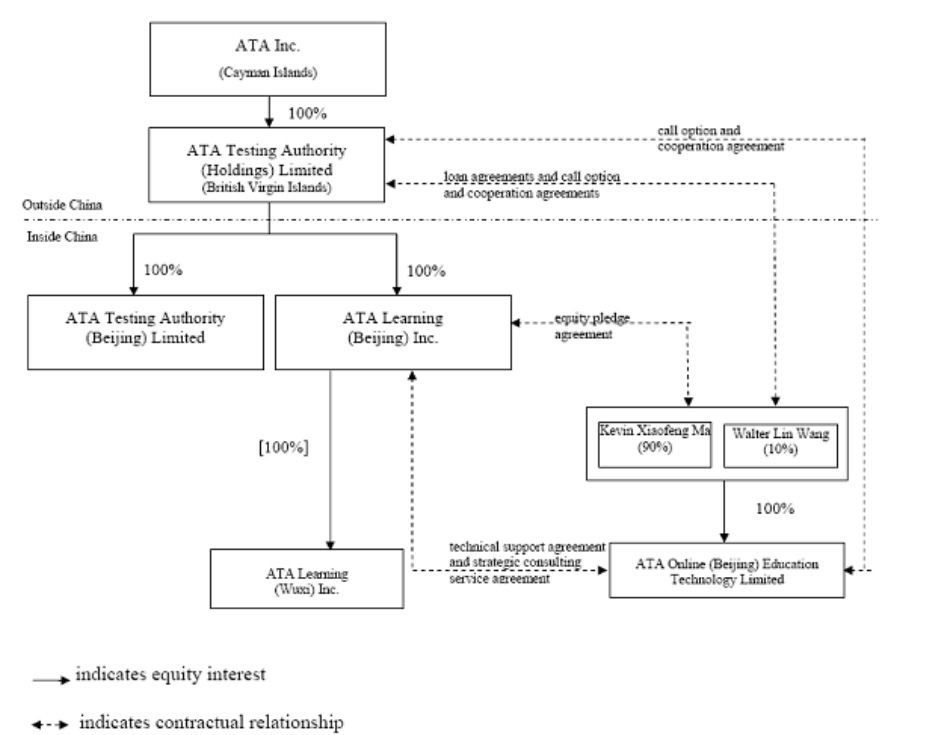 ATA Inc.
(Cayman Islands)
100%
ATA Testing Authority
(Holdings) Limited
(British Virgin Islands)
call option and
cooperation agreement
loan agreements and call option
and cooperation agreements
Outside China
Inside China
100%
100%
ATA Testing Authority
(Beijing) Limited
ATA Learning
(Beijing) Inc.
equity pledge
agreement
Kevin Xiaofeng Ma
(90%)
Walter Lin Wang
(10%)
[100%]
100%
technical support agreement
and strategic consulting
service agreement
ATA Learning
(Wuxi) Inc.
ATA Online (Beijing) Education
Technology Limited
indicates equity interest
indicates contractual relationship